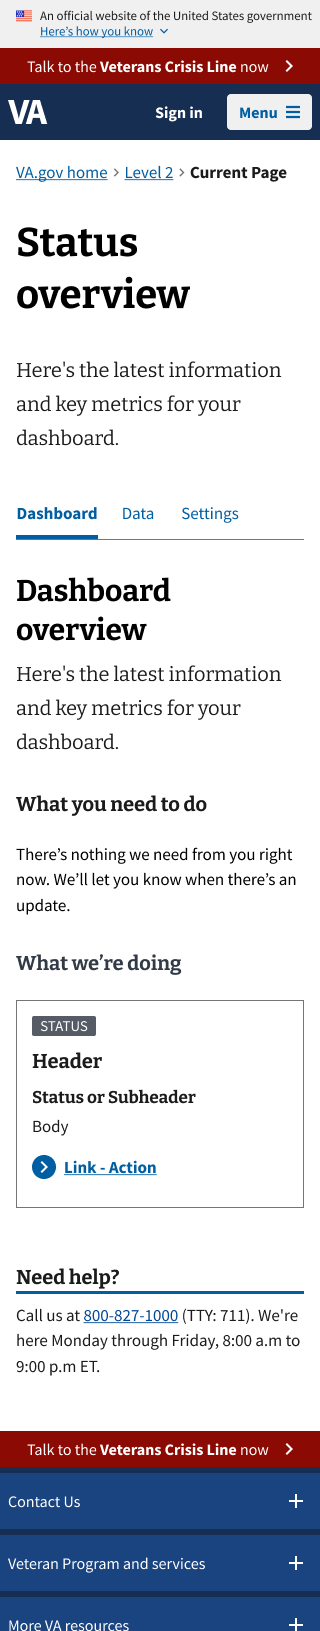 An official website of the United States government
Here’s how you know
Talk to the Veterans Crisis Line now
VA
Sign in
Menu
VA.gov home
Level 2
Current Page
Status
overview
Here's the latest information
and key metrics for your
dashboard.
Dashboard
Data
Settings
Dashboard
overview
Here's the latest information
and key metrics for your
dashboard.
What you need to do
There’s nothing we need from you right
now. We’ll let you know when there’s an
update.
What we’re doing
STATUS
Header
Status or Subheader
Body
Link - Action
Need help?
Call us at 800-827-1000 (TTY: 711). We're
here Monday through Friday, 8:00 a.m to
9:00 p.m ET.
Talk to the Veterans Crisis Line now
Contact Us
Veteran Program and services
More VA resources